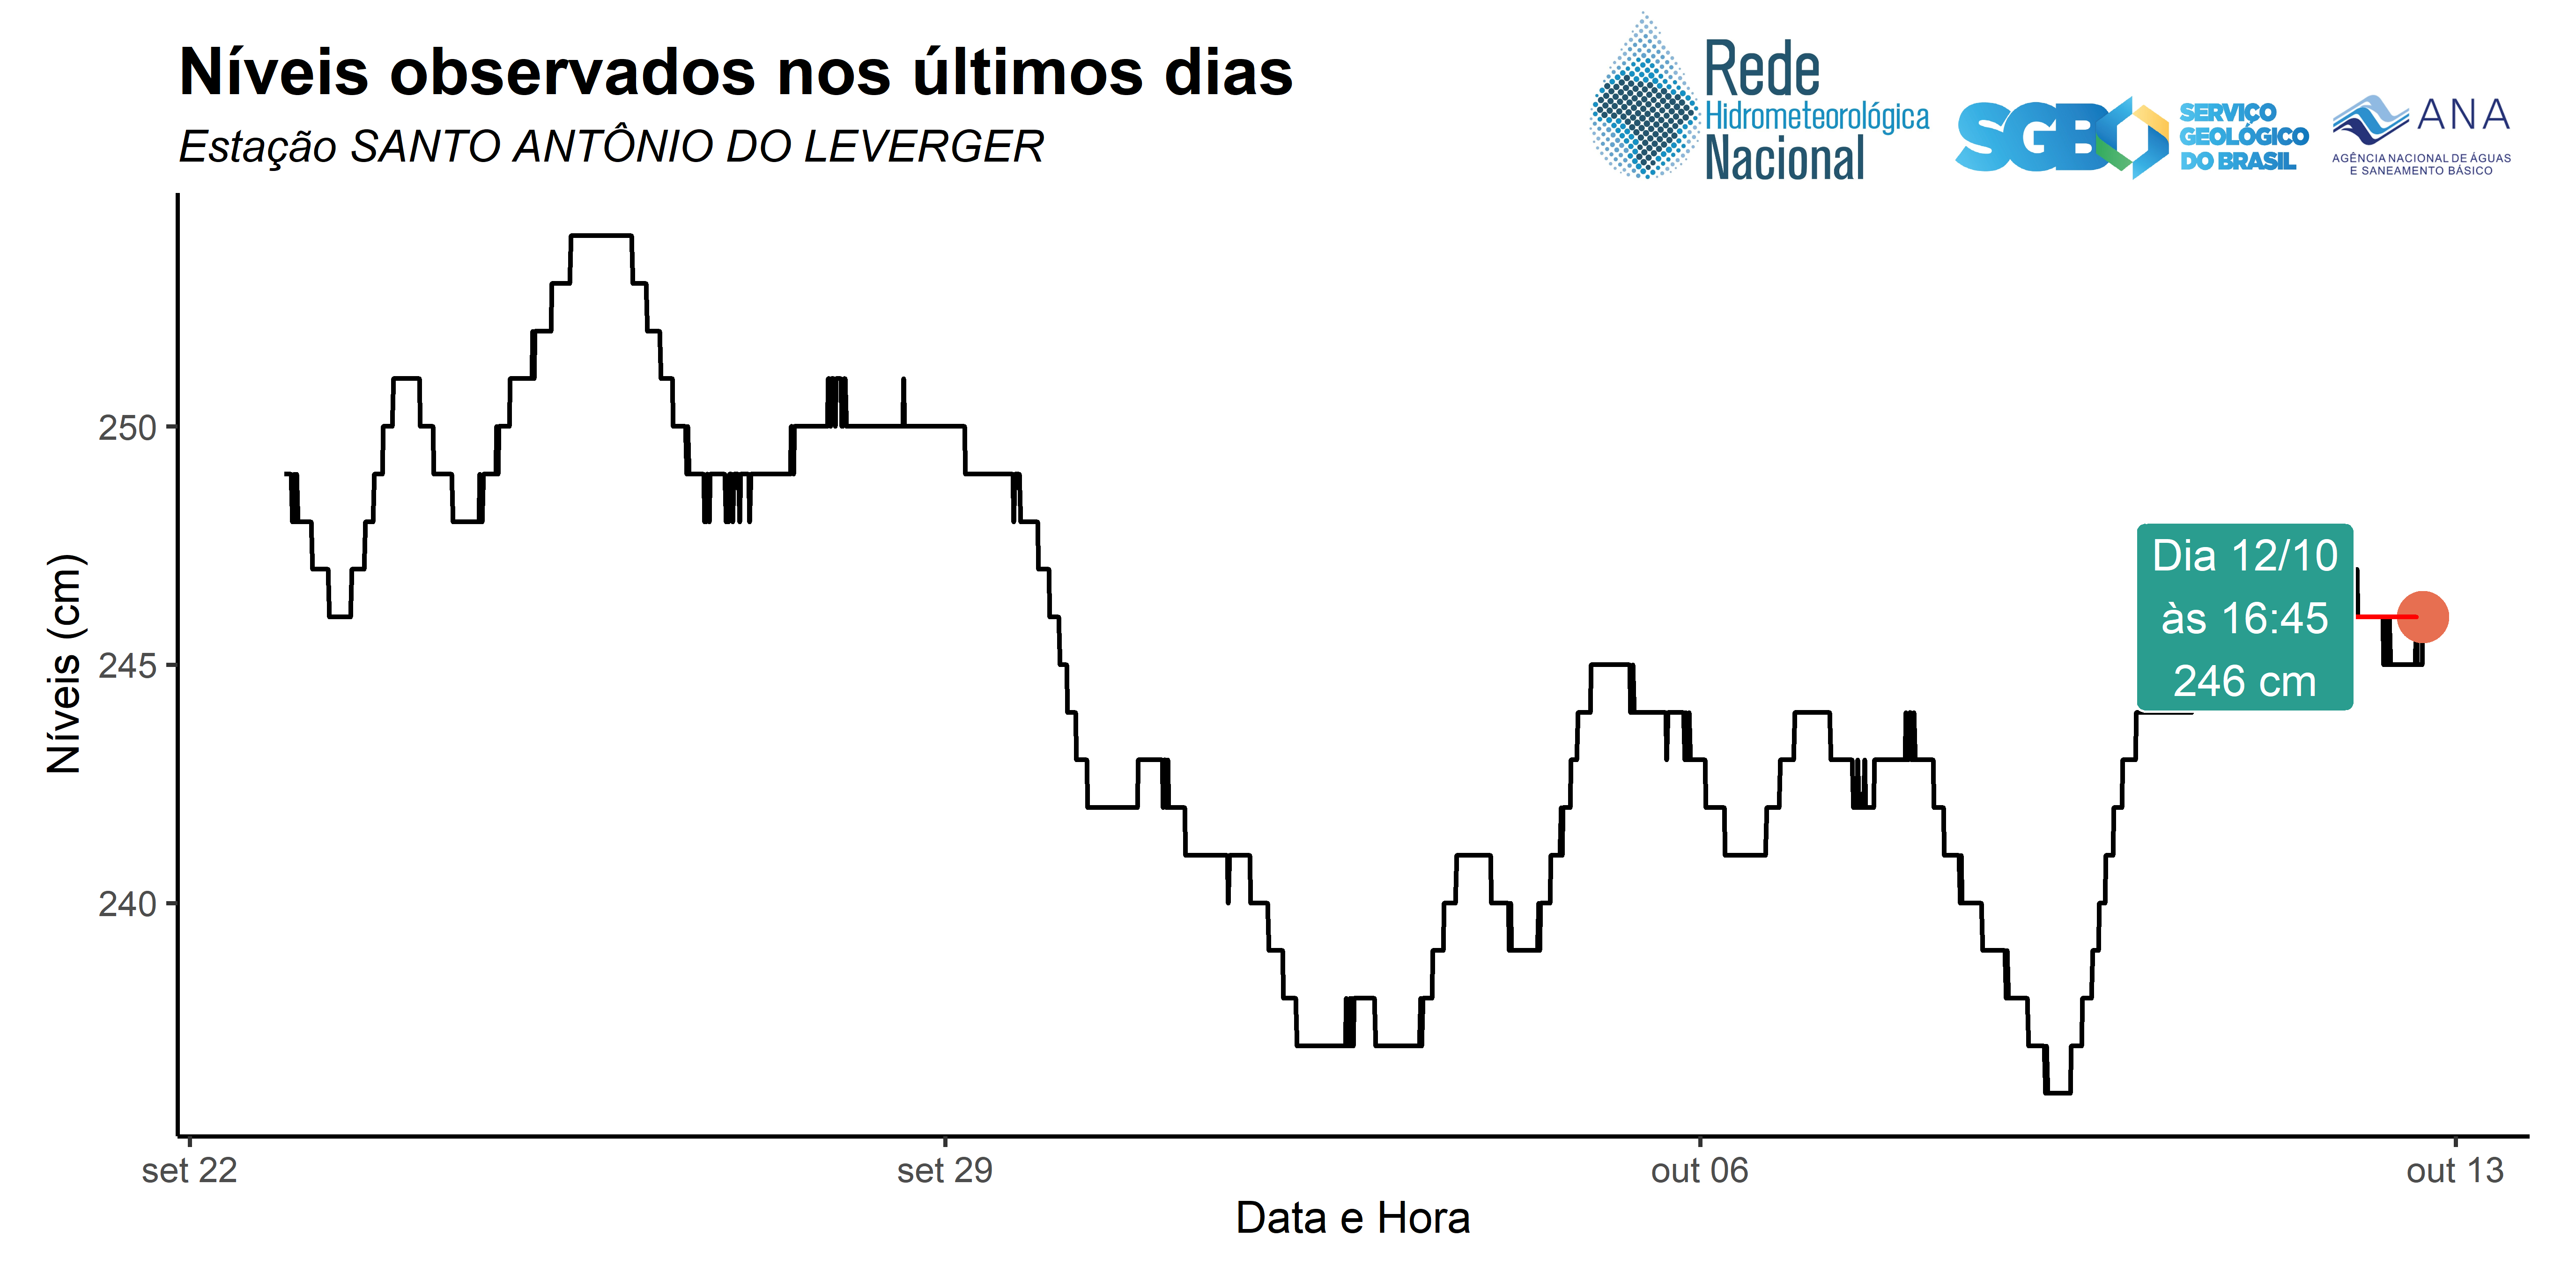 Níveis observados nos últimos dias
Estação SANTO ANTÔNIO DO LEVERGER
Rede
Hidrometeorológica
Nacional
SGB
SERVIÇO
GEOLÓGICO
DO BRASIL
ANA
AGÊNCIA NACIONAL DE ÁGUAS
E SANEAMENTO BÁSICO
Níveis (cm)
250
245
240
Dia 12/10
às 16:45
246 cm
set 22
set 29
out 06
out 13
Data e Hora